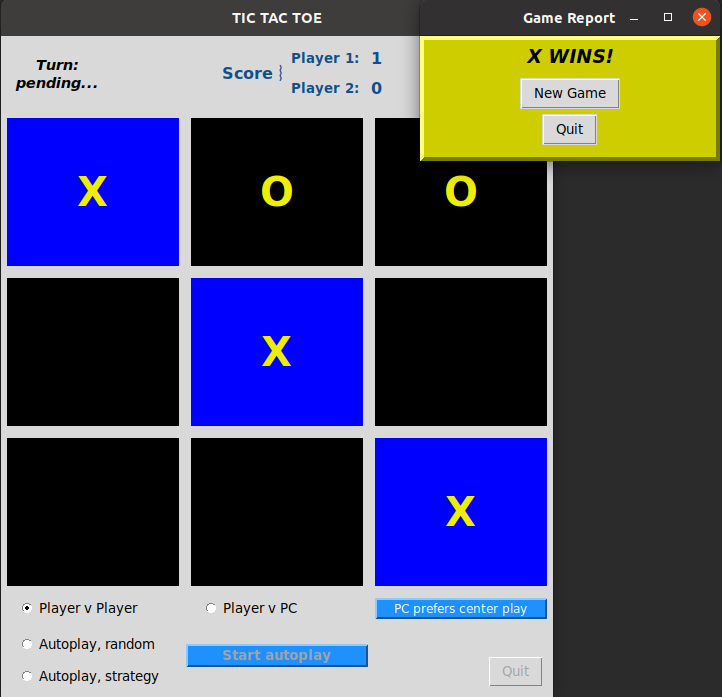 TIC TAC TOE
Game Report
Turn:
pending...
Score
Player 1: 1
Player 2: 0
X WINS!
New Game
Quit
X O O
X
X
Player v Player
Player v PC
PC prefers center play
Autoplay, random
Start autoplay
Autoplay, strategy
Quit